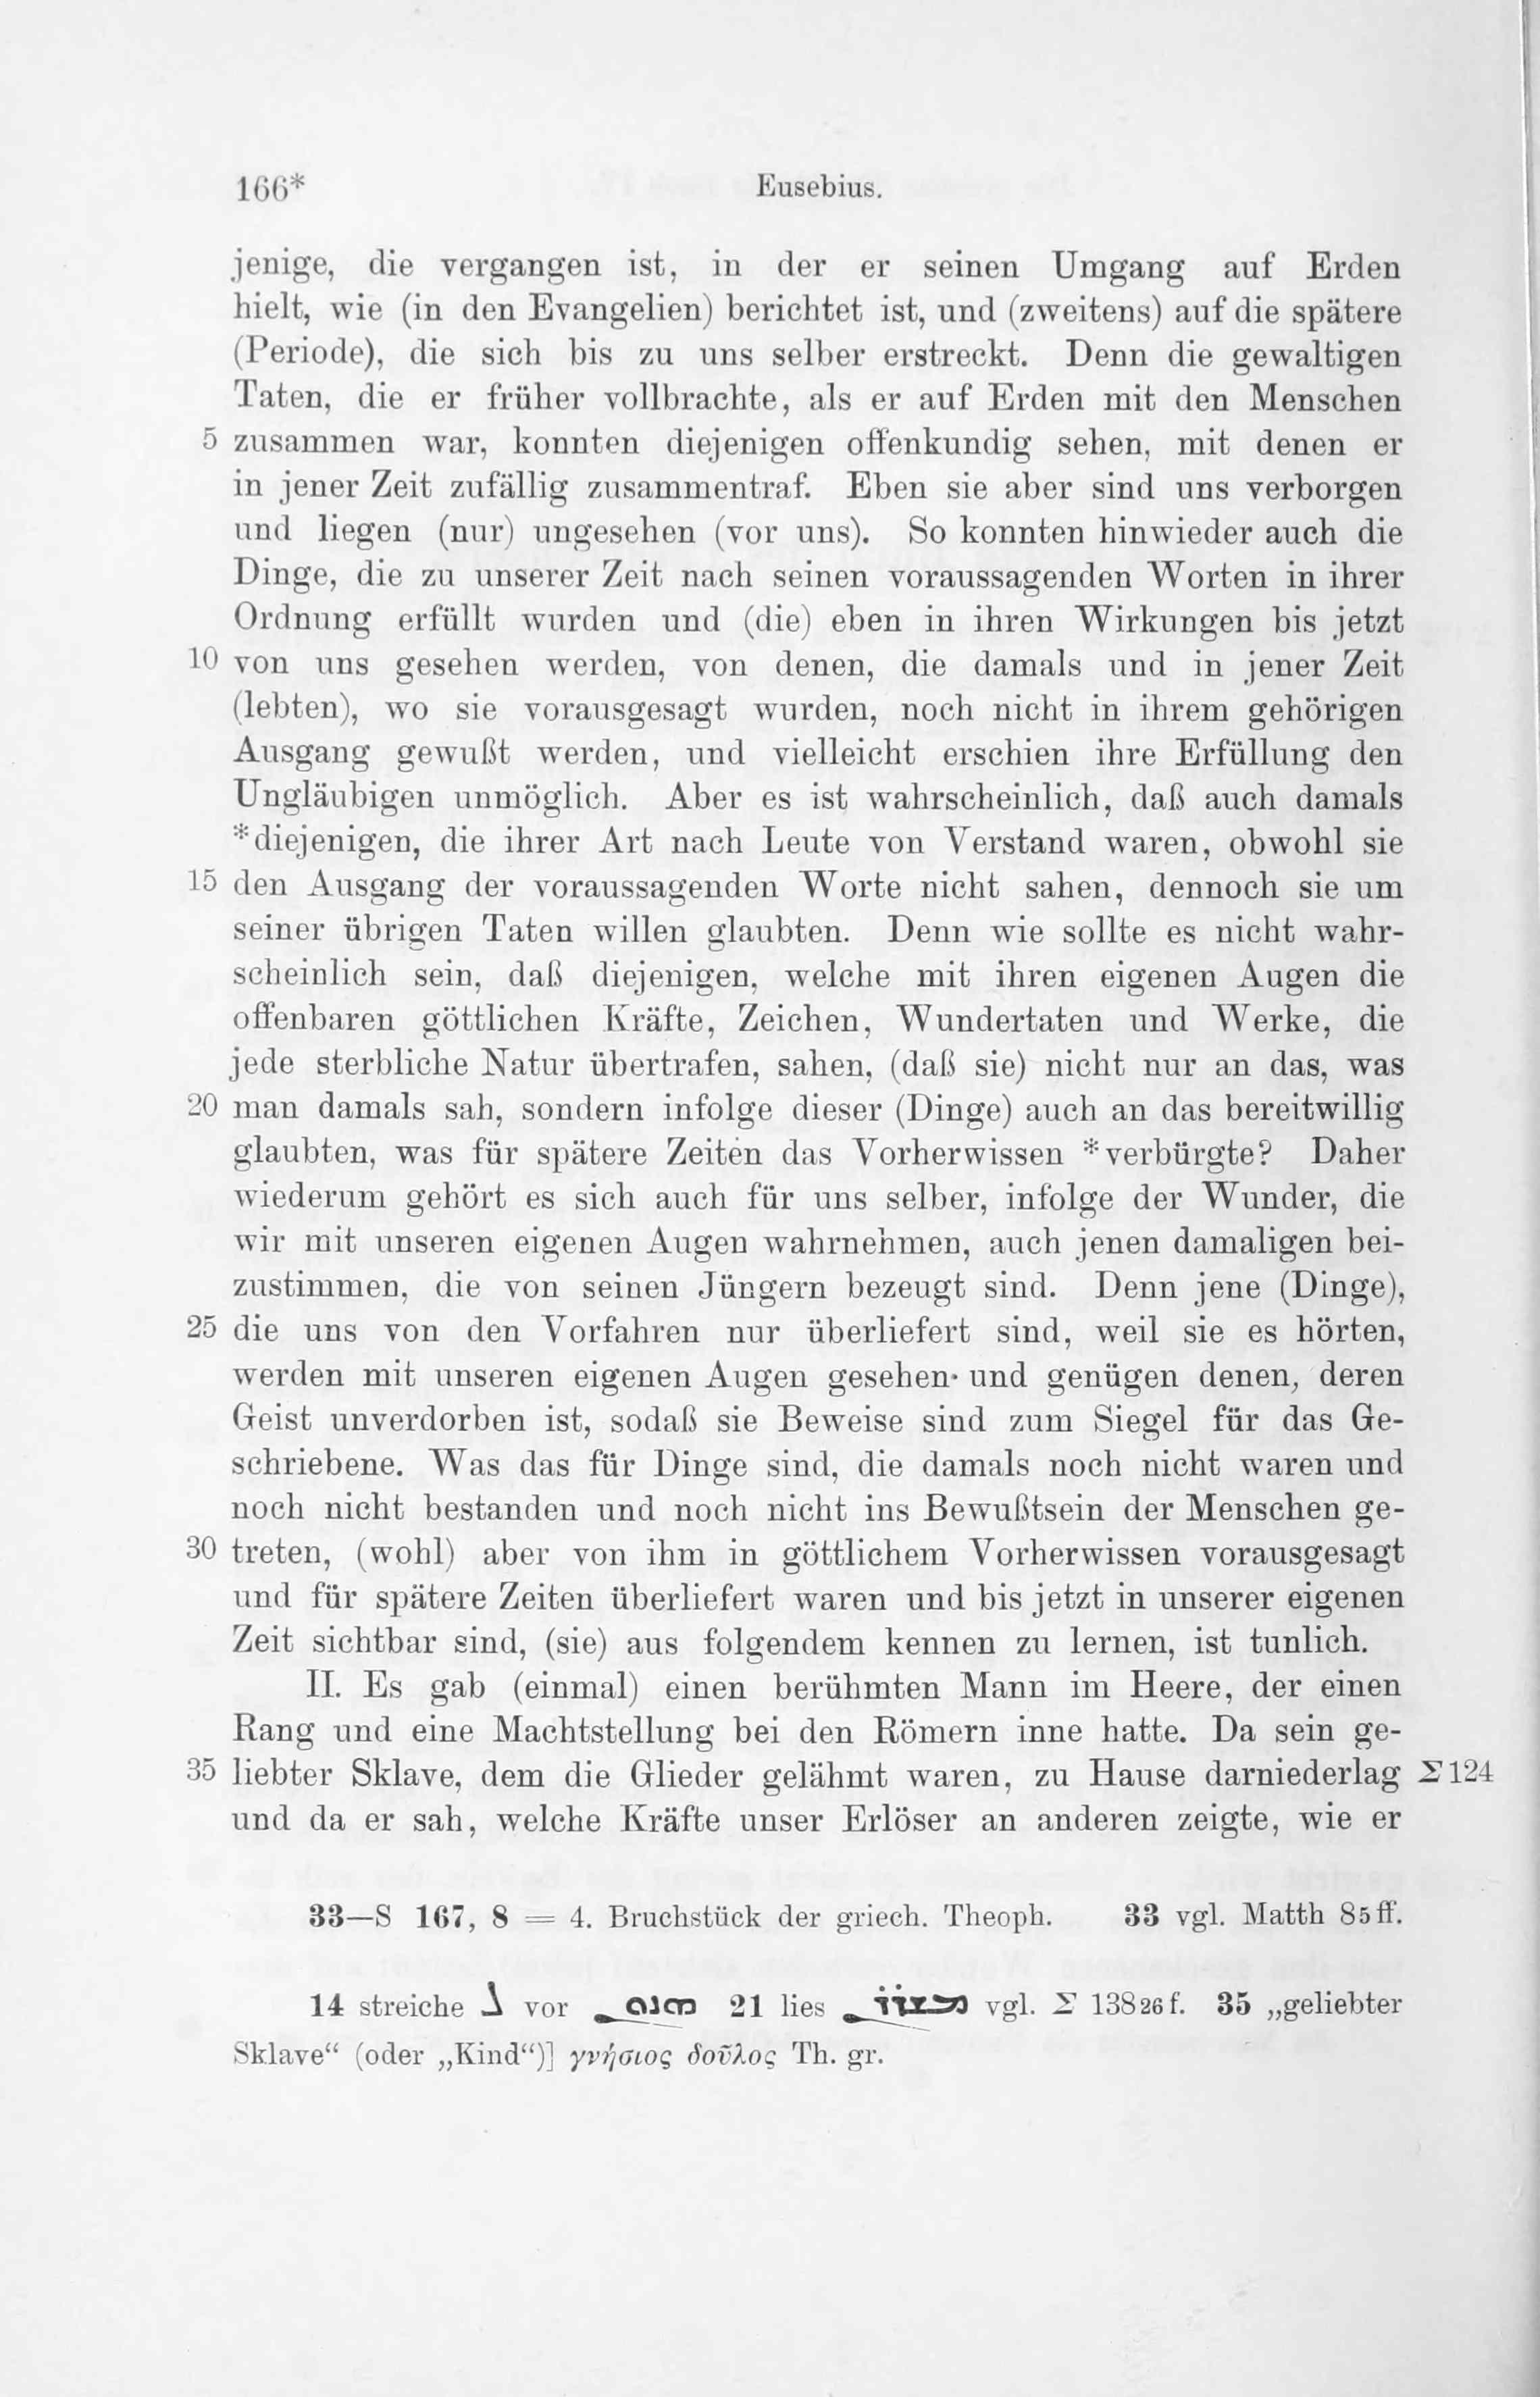 166* Eusebius.
jenige, die vergangen ist, in der er seinen Umgang auf Erden
hielt, wie (in den Evangelien) berichtet ist, und (zweitens) auf die spätere
(Periode), die sich bis zu uns selber erstreckt. Denn die gewaltigen
Taten, die er früher vollbrachte, als er auf Erden mit den Menschen
5 zusammen war, konnten diejenigen offenkundig sehen, mit denen er
in jener Zeit zufällig zusammentraf. Eben sie aber sind uns verborgen
und liegen (nur) ungesehen (vor uns). So konnten hinwieder auch die
Dinge, die zu unserer Zeit nach seinen voraussagenden Worten in ihrer
Ordnung erfüllt wurden und (die) eben in ihren Wirkungen bis jetzt
10 von uns gesehen werden, von denen, die damals und in jener Zeit
(lebten), wo sie vorausgesagt wurden, noch nicht in ihrem gehörigen
Ausgang gewußt werden, und vielleicht erschien ihre Erfüllung den
Ungläubigen unmöglich. Aber es ist wahrscheinlich, daß auch damals
*diejenigen, die ihrer Art nach Leute von Verstand waren, obwohl sie
15 den Ausgang der voraussagenden Worte nicht sahen, dennoch sie um
seiner übrigen Taten willen glaubten. Denn wie sollte es nicht wahr-
scheinlich sein, daß diejenigen, welche mit ihren eigenen Augen die
offenbaren göttlichen Kräfte, Zeichen, Wundertaten und Werke, die
jede sterbliche Natur übertrafen, sahen, (daß sie) nicht nur an das, was
20 man damals sah, sondern infolge dieser (Dinge) auch an das bereitwillig
glaubten, was für spätere Zeiten das Vorherwissen *verbürgte? Daher
wiederum gehört es sich auch für uns selber, infolge der Wunder, die
wir mit unseren eigenen Augen wahrnehmen, auch jenen damaligen bei-
zustimmen, die von seinen Jüngern bezeugt sind. Denn jene (Dinge),
25 die uns von den Vorfahren nur überliefert sind, weil sie es hörten,
werden mit unseren eigenen Augen gesehen· und genügen denen, deren
Geist unverdorben ist, sodaß sie Beweise sind zum Siegel für das Ge-
schriebene. Was das für Dinge sind, die damals noch nicht waren und
noch nicht bestanden und noch nicht ins Bewußtsein der Menschen ge-
30 treten, (wohl) aber von ihm in göttlichem Vorherwissen vorausgesagt
und für spätere Zeiten überliefert waren und bis jetzt in unserer eigenen
Zeit sichtbar sind, (sie) aus folgendem kennen zu lernen, ist tunlich.
II. Es gab (einmal) einen berühmten Mann im Heere, der einen
Rang und eine Machtstellung bei den Römern inne hatte. Da sein ge-
35 liebter Sklave, dem die Glieder gelähmt waren, zu Hause darniederlag Σ 124
und da er sah, welche Kräfte unser Erlöser an anderen zeigte, wie er
33—S 167, 8 = 4. Bruchstück der griech. Theoph. 33 vgl. Matth 8 5 ff.
14 streiche ܕ vor ܗܢܘܢ 21 lies vgl. Σ 138 26 f. 35 „geliebter
Sklave“ (oder „Kind“)] γνήσιος δοῦλος Th. gr.